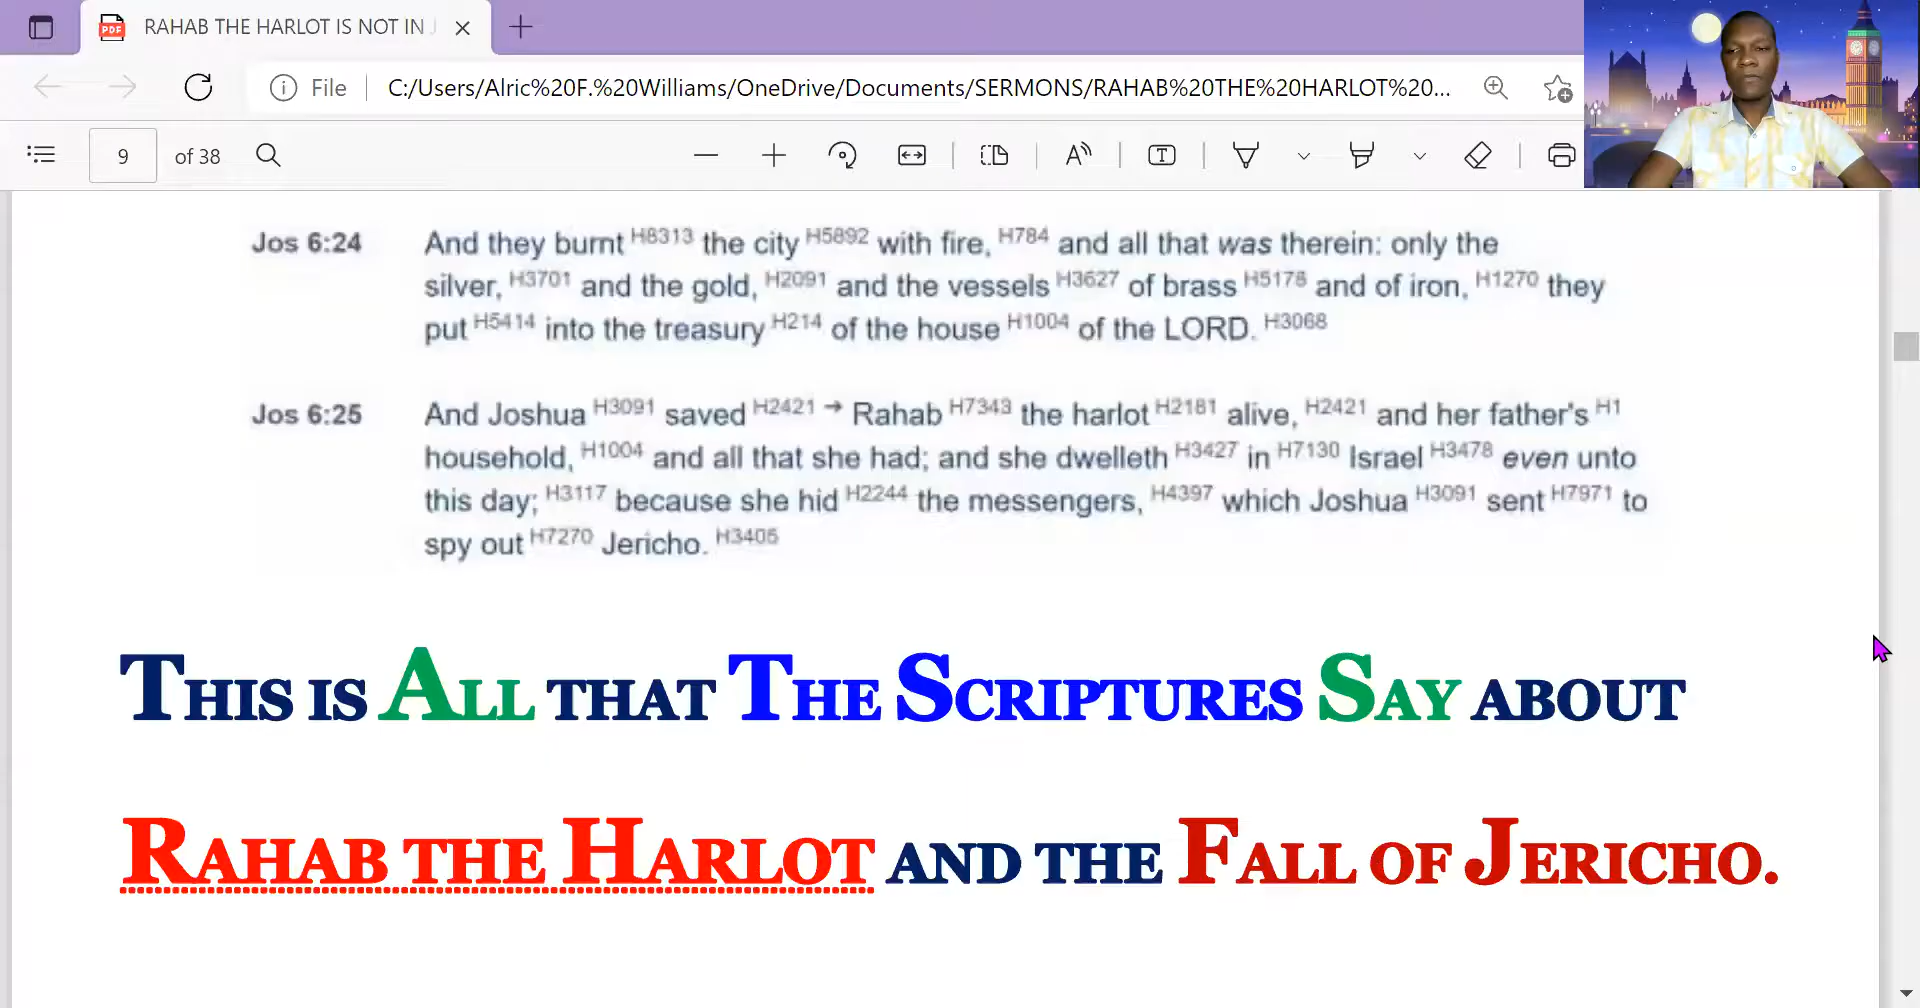 RAHAB THE HARLOT IS NOT IN J
File
C:/Users/Alric%20F.%20Williams/OneDrive/Documents/SERMONS/RAHAB%20THE%20HARLOT%20...
9 of 38
Jos 6:24 And they burnt H8313 the city H5892 with fire, H784 and all that was therein: only the
silver, H3701 and the gold, H2091 and the vessels H3627 of brass H5178 and of iron, H1270 they
put H5414 into the treasury H214 of the house H1004 of the LORD. H3068
Jos 6:25 And Joshua H3091 saved H2421 → Rahab H7343 the harlot H2181 alive, H2421 and her father's H1
household, H1004 and all that she had; and she dwelleth H3427 in H7130 Israel H3478 even unto
this day; H3117 because she hid H2244 the messengers, H4397 which Joshua H3091 sent H7971 to
spy out H7270 Jericho. H3405
THIS IS ALL THAT THE SCRIPTURES SAY ABOUT
RAHAB THE HARLOT AND THE FALL OF JERICHO.